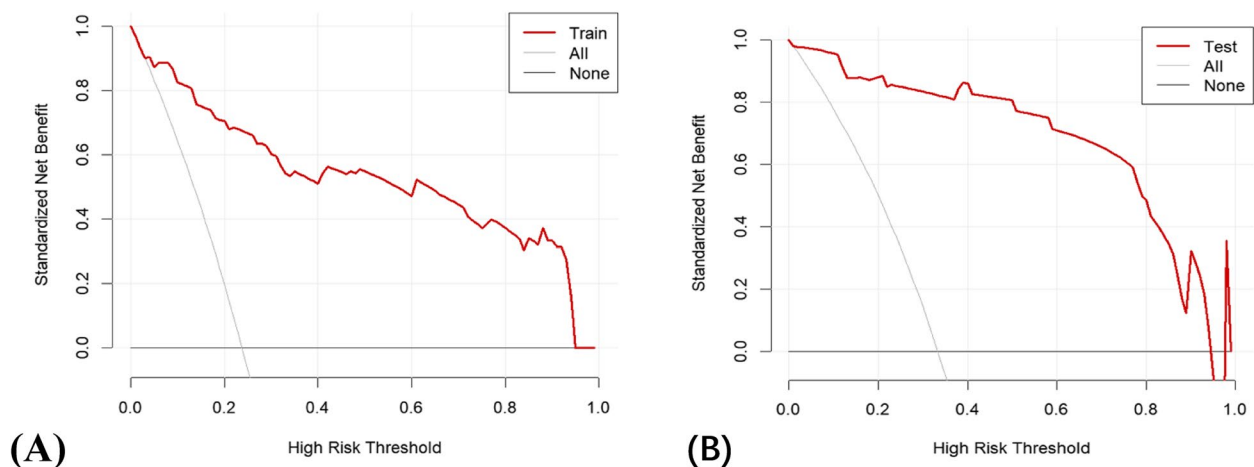 Train
All
None
Standardized Net Benefit
1.0
0.8
0.6
0.4
0.2
0.0
0.0 0.2 0.4 0.6 0.8 1.0
High Risk Threshold
(A)
Test
All
None
Standardized Net Benefit
1.0
0.8
0.6
0.4
0.2
0.0
0.0 0.2 0.4 0.6 0.8 1.0
High Risk Threshold
(B)